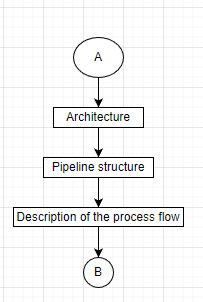 A
Architecture
Pipeline structure
Description of the process flow
B